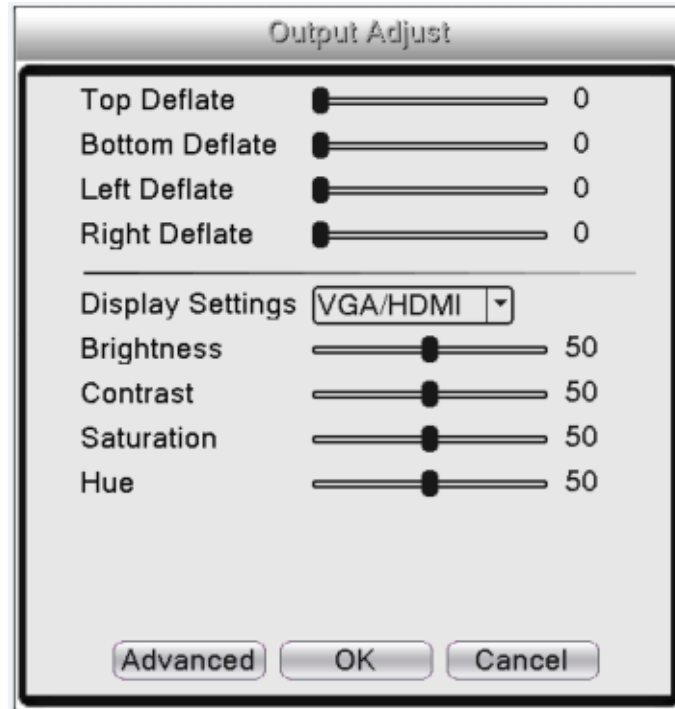 Output Adjust
Top Deflate 0
Bottom Deflate 0
Left Deflate 0
Right Deflate 0
Display Settings VGA/HDMI
Brightness 50
Contrast 50
Saturation 50
Hue 50
Advanced OK Cancel